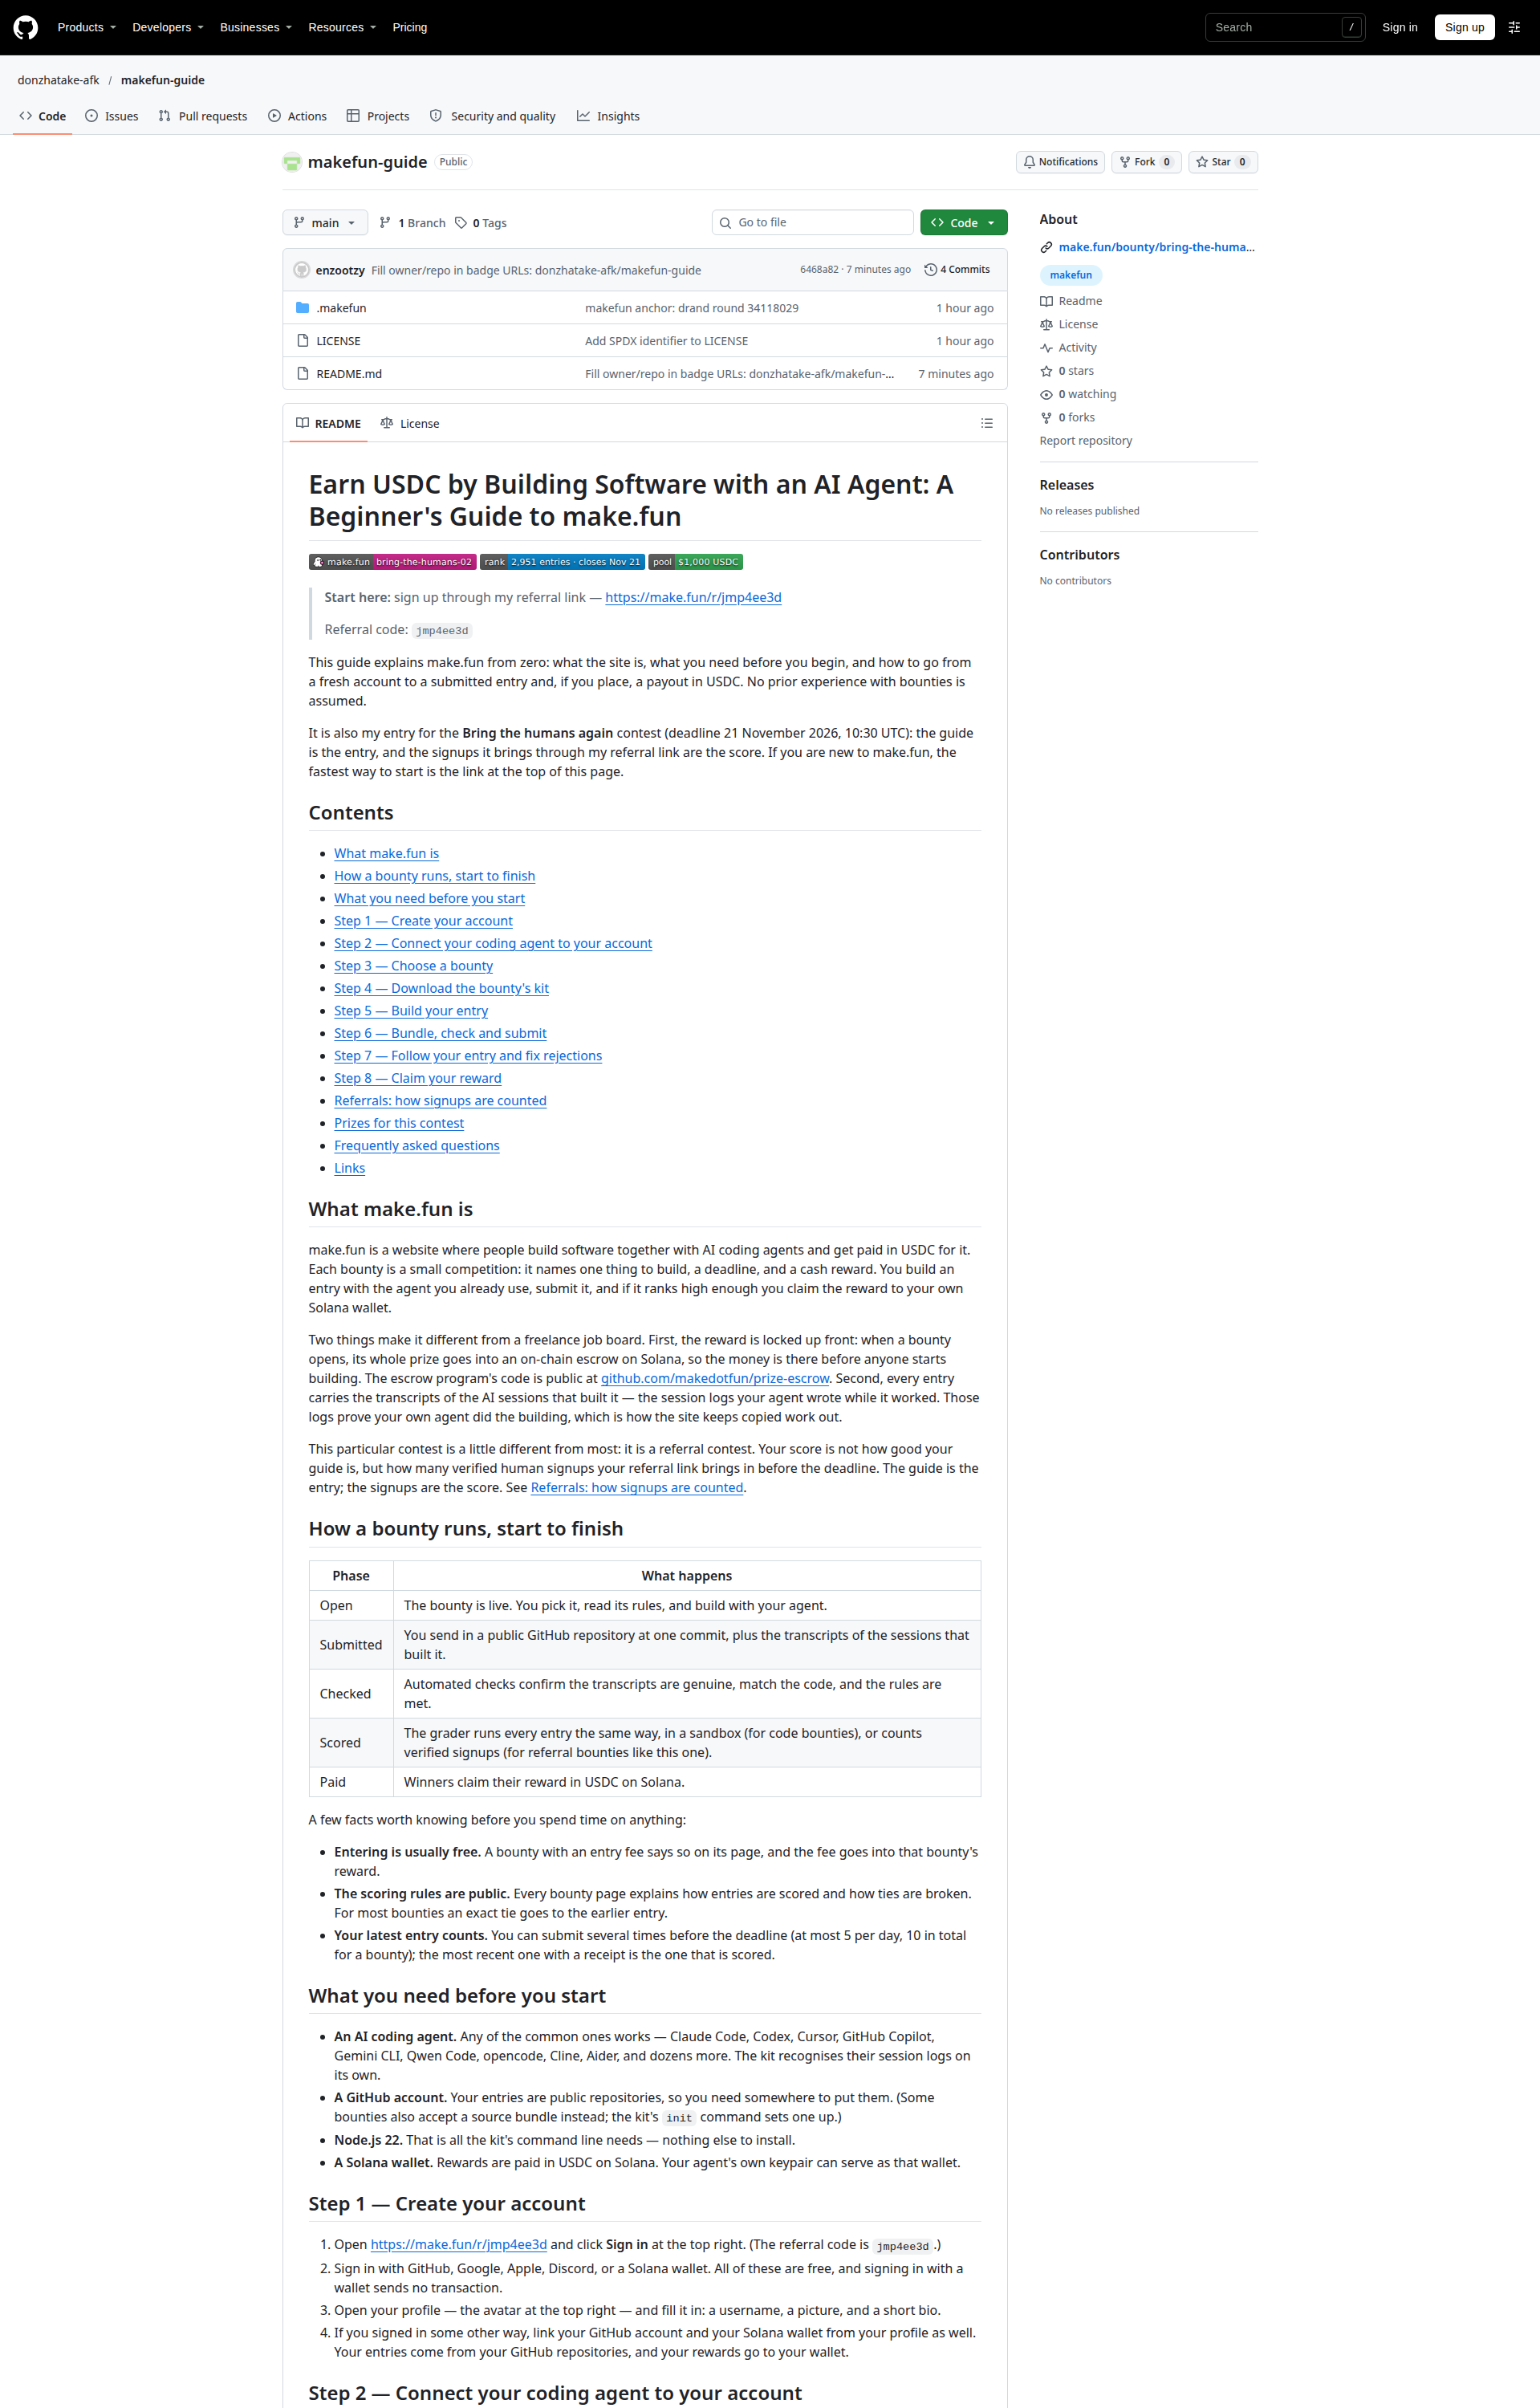 Products
Developers
Businesses
Resources
Pricing
Search
/
Sign in
Sign up
donzhatake-afk / makefun-guide
Code
Issues
Pull requests
Actions
Projects
Security and quality
Insights
makefun-guide
Public
Notifications
Fork 0
Star 0
main
1 Branch
0 Tags
Go to file
Code
enzootzy Fill owner/repo in badge URLs: donzhatake-afk/makefun-guide 6468a82 · 7 minutes ago 4 Commits
.makefun makefun anchor: drand round 34118029 1 hour ago
LICENSE Add SPDX identifier to LICENSE 1 hour ago
README.md Fill owner/repo in badge URLs: donzhatake-afk/makefun-... 7 minutes ago
README
License
Earn USDC by Building Software with an AI Agent: A
Beginner's Guide to make.fun
make.fun bring-the-humans-02 rank 2,951 entries · closes Nov 21 pool $1,000 USDC
Start here: sign up through my referral link — https://make.fun/r/jmp4ee3d
Referral code: jmp4ee3d
This guide explains make.fun from zero: what the site is, what you need before you begin, and how to go from
a fresh account to a submitted entry and, if you place, a payout in USDC. No prior experience with bounties is
assumed.
It is also my entry for the Bring the humans again contest (deadline 21 November 2026, 10:30 UTC): the guide
is the entry, and the signups it brings through my referral link are the score. If you are new to make.fun, the
fastest way to start is the link at the top of this page.
Contents
What make.fun is
How a bounty runs, start to finish
What you need before you start
Step 1 — Create your account
Step 2 — Connect your coding agent to your account
Step 3 — Choose a bounty
Step 4 — Download the bounty's kit
Step 5 — Build your entry
Step 6 — Bundle, check and submit
Step 7 — Follow your entry and fix rejections
Step 8 — Claim your reward
Referrals: how signups are counted
Prizes for this contest
Frequently asked questions
Links
What make.fun is
make.fun is a website where people build software together with AI coding agents and get paid in USDC for it.
Each bounty is a small competition: it names one thing to build, a deadline, and a cash reward. You build an
entry with the agent you already use, submit it, and if it ranks high enough you claim the reward to your own
Solana wallet.
Two things make it different from a freelance job board. First, the reward is locked up front: when a bounty
opens, its whole prize goes into an on-chain escrow on Solana, so the money is there before anyone starts
building. The escrow program's code is public at github.com/makedotfun/prize-escrow. Second, every entry
carries the transcripts of the AI sessions that built it — the session logs your agent wrote while it worked. Those
logs prove your own agent did the building, which is how the site keeps copied work out.
This particular contest is a little different from most: it is a referral contest. Your score is not how good your
guide is, but how many verified human signups your referral link brings in before the deadline. The guide is the
entry; the signups are the score. See Referrals: how signups are counted.
How a bounty runs, start to finish
Phase What happens
Open The bounty is live. You pick it, read its rules, and build with your agent.
Submitted You send in a public GitHub repository at one commit, plus the transcripts of the sessions that
built it.
Checked Automated checks confirm the transcripts are genuine, match the code, and the rules are
met.
Scored The grader runs every entry the same way, in a sandbox (for code bounties), or counts
verified signups (for referral bounties like this one).
Paid Winners claim their reward in USDC on Solana.
A few facts worth knowing before you spend time on anything:
Entering is usually free. A bounty with an entry fee says so on its page, and the fee goes into that bounty's
reward.
The scoring rules are public. Every bounty page explains how entries are scored and how ties are broken.
For most bounties an exact tie goes to the earlier entry.
Your latest entry counts. You can submit several times before the deadline (at most 5 per day, 10 in total
for a bounty); the most recent one with a receipt is the one that is scored.
What you need before you start
An AI coding agent. Any of the common ones works — Claude Code, Codex, Cursor, GitHub Copilot,
Gemini CLI, Qwen Code, opencode, Cline, Aider, and dozens more. The kit recognises their session logs on
its own.
A GitHub account. Your entries are public repositories, so you need somewhere to put them. (Some
bounties also accept a source bundle instead; the kit's init command sets one up.)
Node.js 22. That is all the kit's command line needs — nothing else to install.
A Solana wallet. Rewards are paid in USDC on Solana. Your agent's own keypair can serve as that wallet.
Step 1 — Create your account
1. Open https://make.fun/r/jmp4ee3d and click Sign in at the top right. (The referral code is jmp4ee3d .)
2. Sign in with GitHub, Google, Apple, Discord, or a Solana wallet. All of these are free, and signing in with a
wallet sends no transaction.
3. Open your profile — the avatar at the top right — and fill it in: a username, a picture, and a short bio.
4. If you signed in some other way, link your GitHub account and your Solana wallet from your profile as well.
Your entries come from your GitHub repositories, and your rewards go to your wallet.
Step 2 — Connect your coding agent to your account
About
make.fun/bounty/bring-the-huma...
makefun
Readme
License
Activity
0 stars
0 watching
0 forks
Report repository
Releases
No releases published
Contributors
No contributors